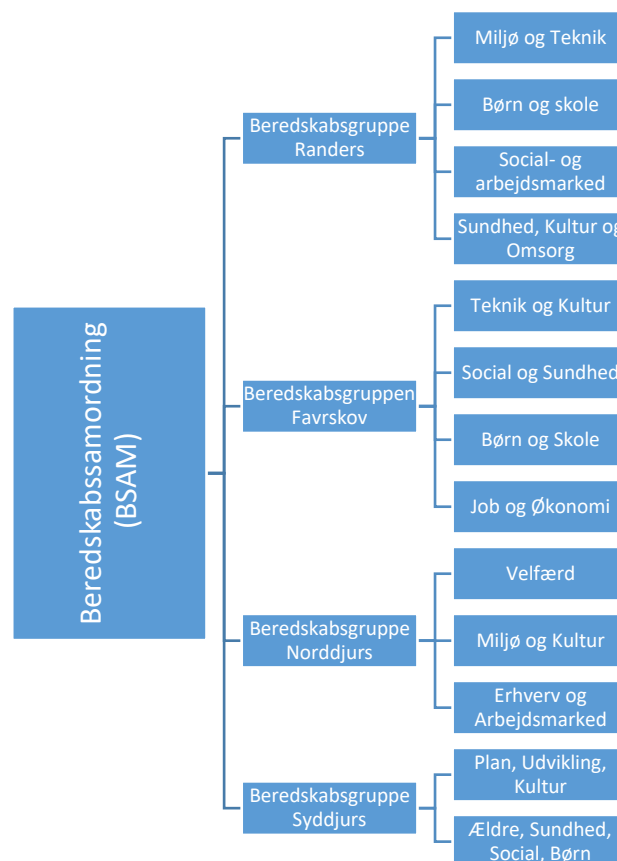 Beredskabssamordning
(BSAM)
Beredskabsgruppe
Randers
Miljø og Teknik
Børn og skole
Social- og
arbejdsmarked
Sundhed, Kultur og
Omsorg
Beredskabsgruppen
Favrskov
Teknik og Kultur
Social og Sundhed
Børn og Skole
Job og Økonomi
Beredskabsgruppe
Norddjurs
Velfærd
Miljø og Kultur
Erhverv og
Arbejdsmarked
Beredskabsgruppe
Syddjurs
Plan, Udvikling,
Kultur
Ældre, Sundhed,
Social, Børn